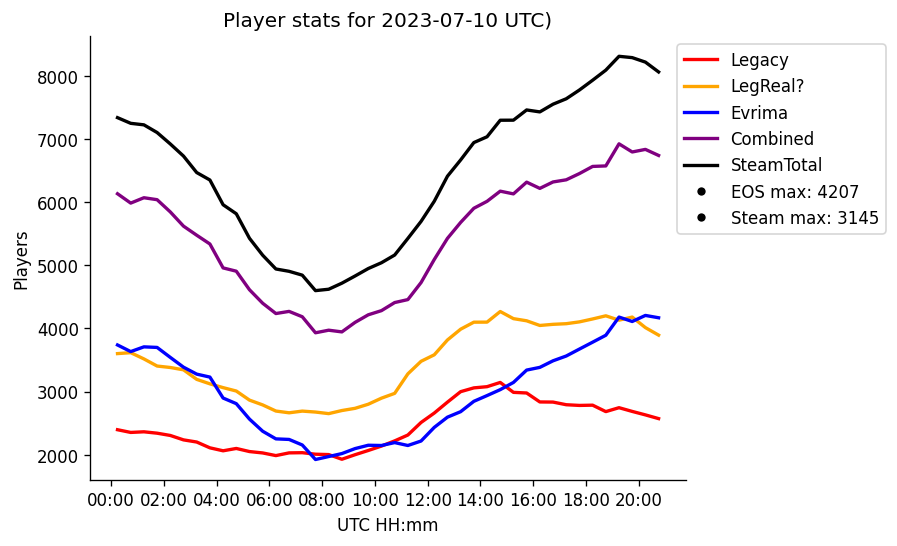 Player stats for 2023-07-10 UTC)
Legacy
LegReal?
Evrima
Combined
SteamTotal
EOS max: 4207
Steam max: 3145
Players
8000
7000
6000
5000
4000
3000
2000
00:00 02:00 04:00 06:00 08:00 10:00 12:00 14:00 16:00 18:00 20:00
UTC HH:mm